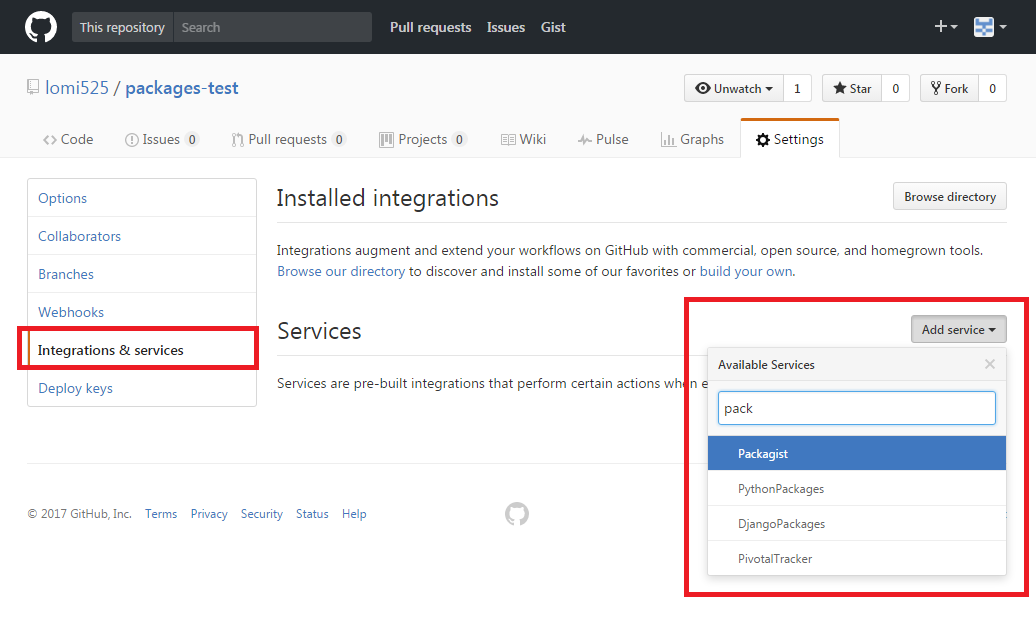 This repository Search Pull requests Issues Gist
lomi525 / packages-test Unwatch 1 Star 0 Fork 0
Code Issues 0 Pull requests 0 Projects 0 Wiki Pulse Graphs Settings
Options
Collaborators
Branches
Webhooks
Integrations & services
Deploy keys
Installed integrations Browse directory
Integrations augment and extend your workflows on GitHub with commercial, open source, and homegrown tools.
Browse our directory to discover and install some of our favorites or build your own.
Services Add service
Services are pre-built integrations that perform certain actions when
Available Services
pack
Packagist
PythonPackages
DjangoPackages
PivotalTracker
© 2017 GitHub, Inc. Terms Privacy Security Status Help